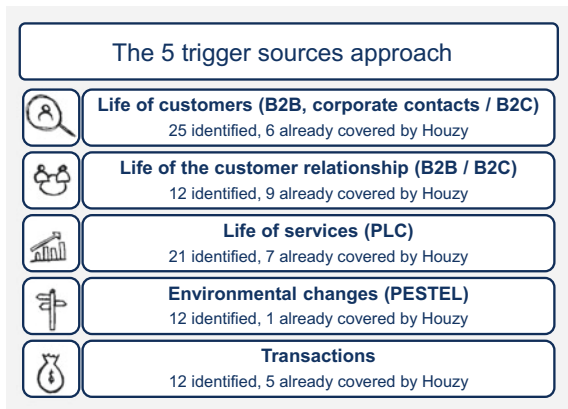 The 5 trigger sources approach
Life of customers (B2B, corporate contacts / B2C)
25 identified, 6 already covered by Houzy
Life of the customer relationship (B2B / B2C)
12 identified, 9 already covered by Houzy
Life of services (PLC)
21 identified, 7 already covered by Houzy
Environmental changes (PESTEL)
12 identified, 1 already covered by Houzy
$
Transactions
12 identified, 5 already covered by Houzy